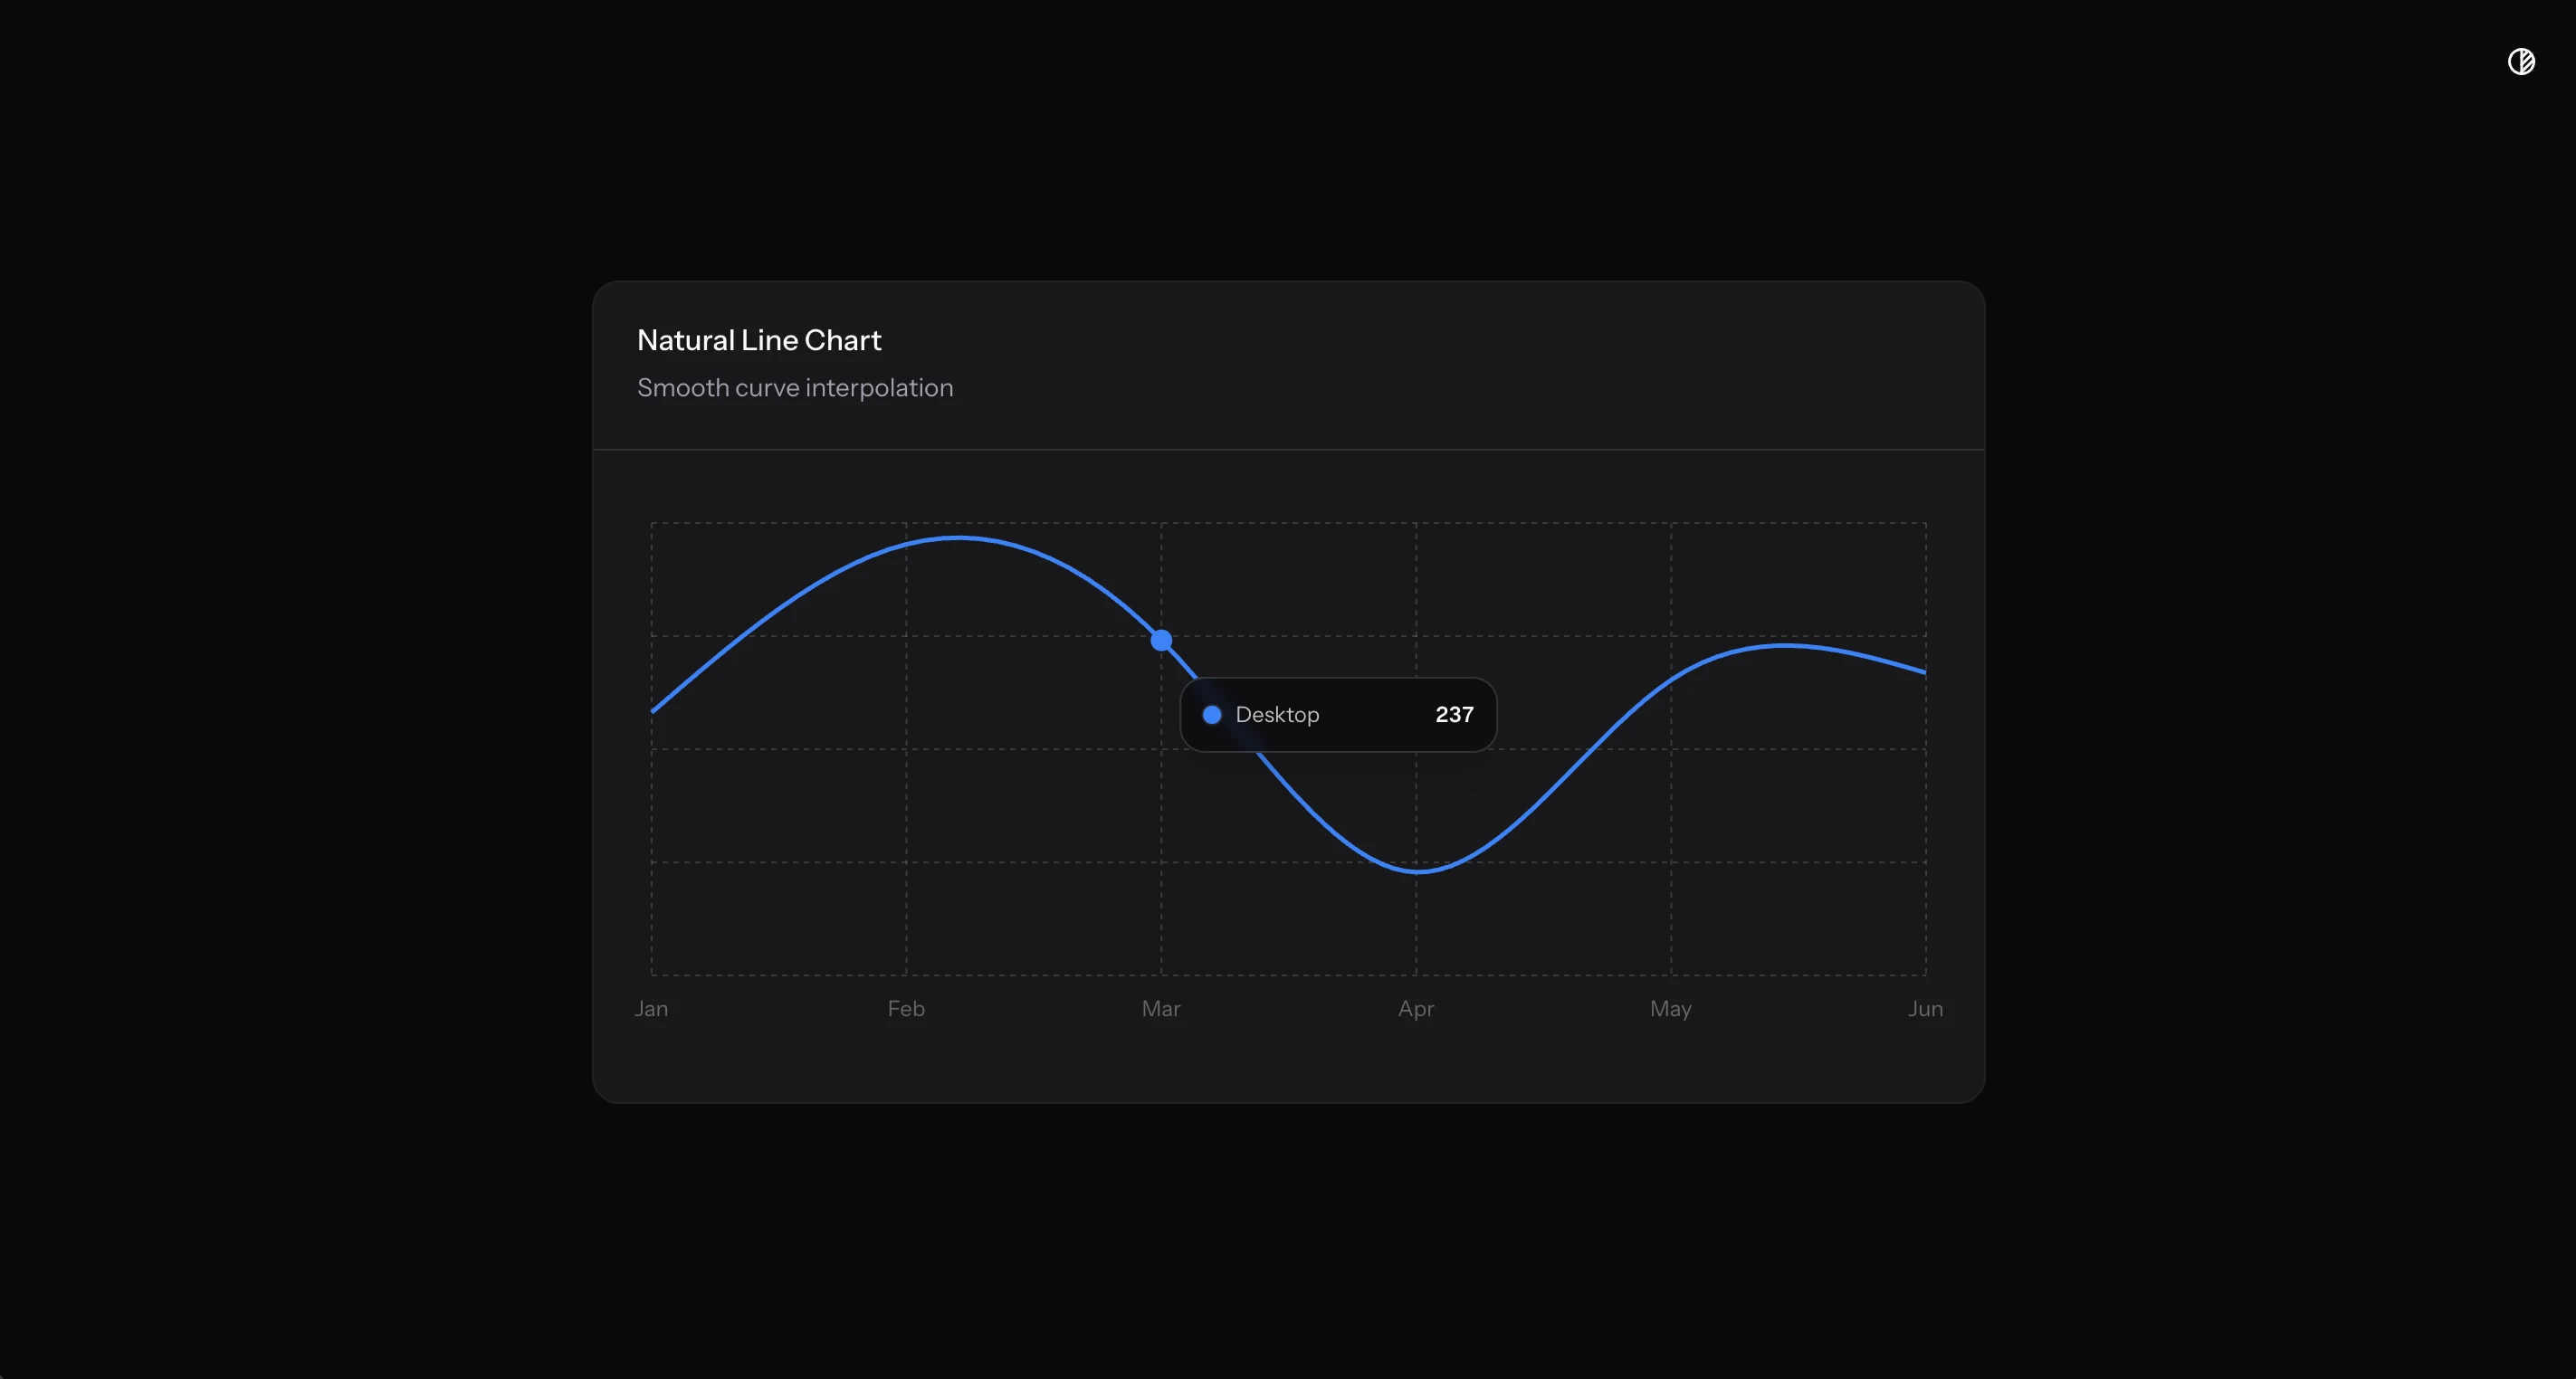 Natural Line Chart
Smooth curve interpolation
Desktop 237
Jan Feb Mar Apr May Jun